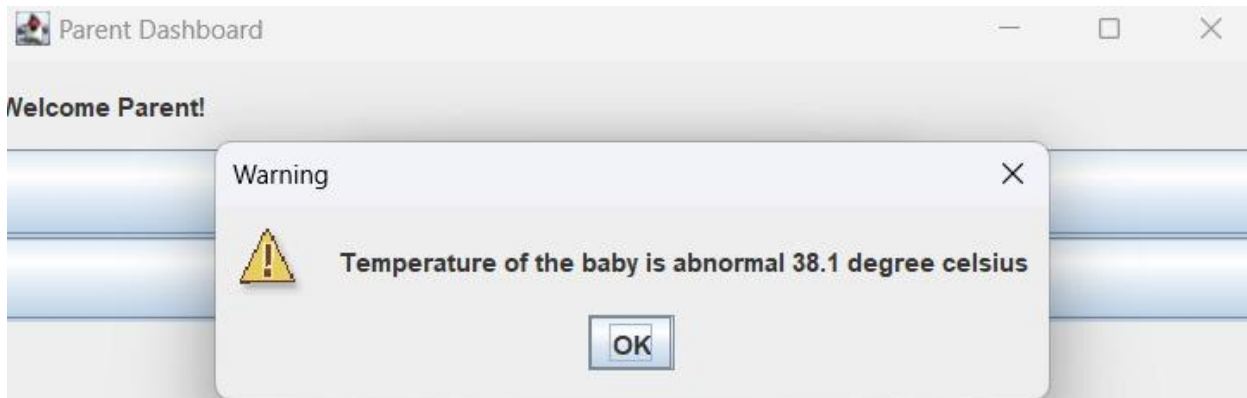 Parent Dashboard
Welcome Parent!
Warning
Temperature of the baby is abnormal 38.1 degree celsius
OK